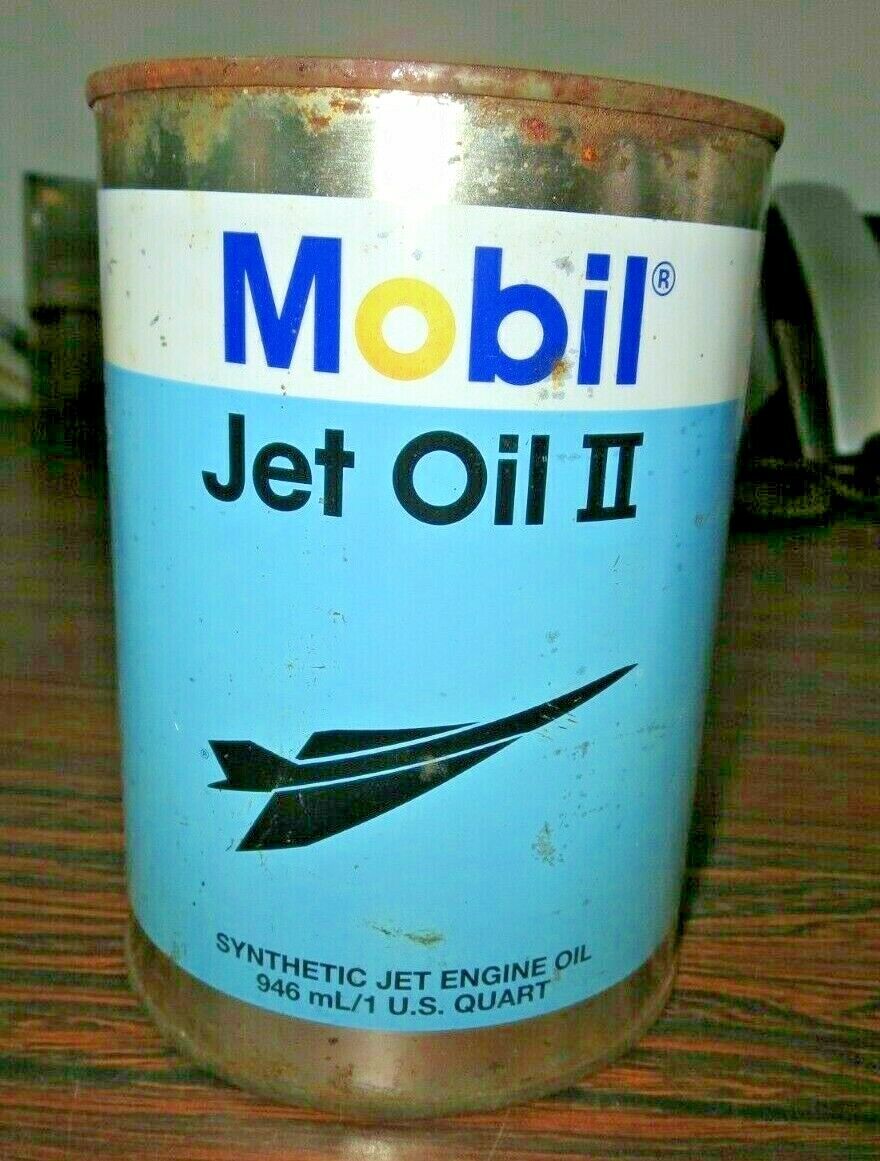 Mobil®
Jet Oil II
®
SYNTHETIC JET ENGINE OIL
946 mL/1 U.S. QUART